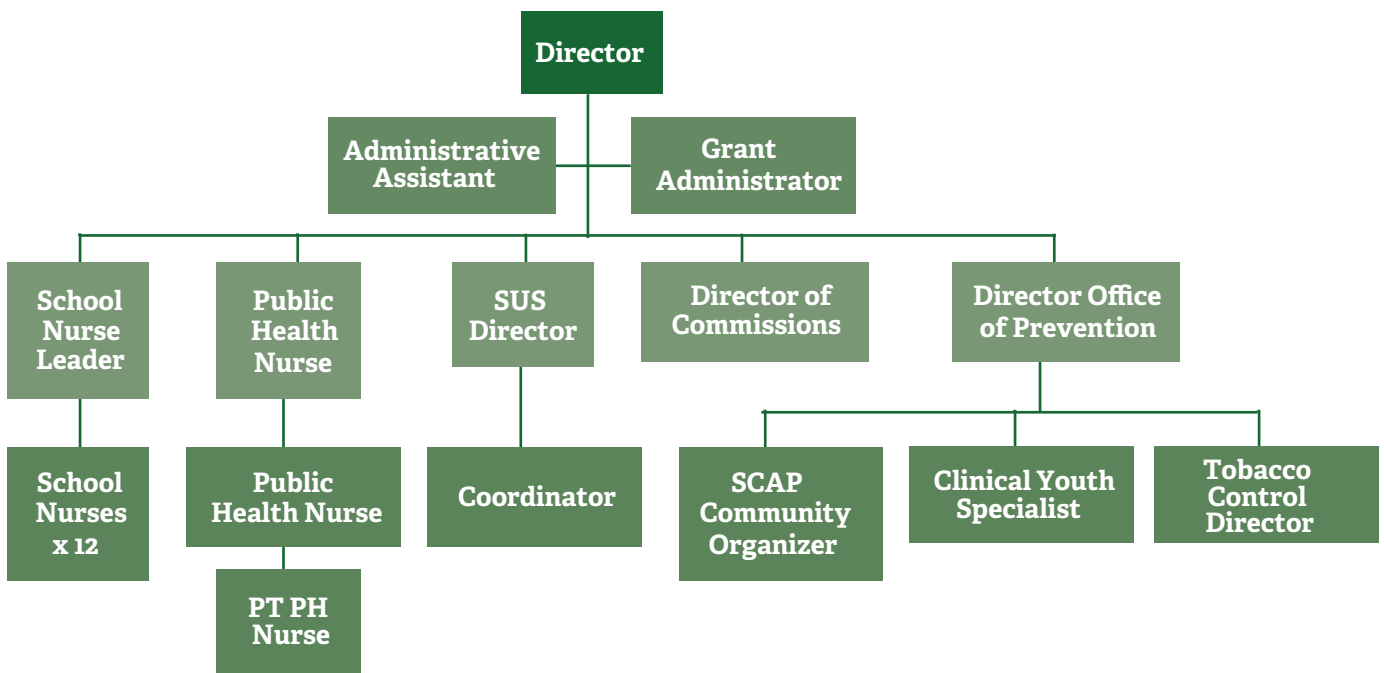 Director
Administrative
Assistant
Grant
Administrator
School
Nurse
Leader
Public
Health
Nurse
SUS
Director
Director of
Commissions
Director Office
of Prevention
School
Nurses
x 12
Public
Health Nurse
Coordinator
SCAP
Community
Organizer
Clinical Youth
Specialist
Tobacco
Control
Director
PT PH
Nurse